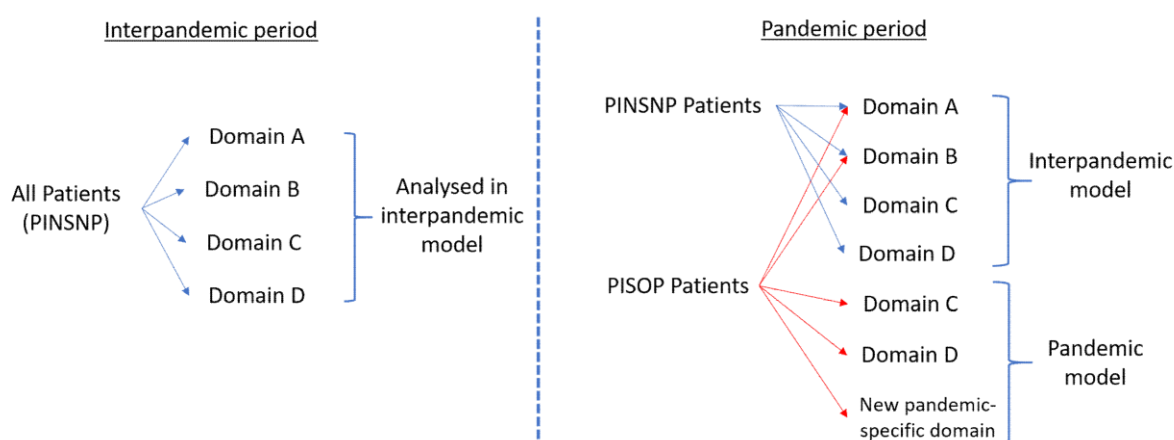 Interpandemic period
All Patients
(PINSNP)
Domain A
Domain B
Domain C
Domain D
Analysed in
interpandemic
model
Pandemic period
PINSNP Patients
PISOP Patients
Domain A
Domain B
Domain C
Domain D
Domain C
Domain D
New pandemic-
specific domain
Interpandemic
model
Pandemic
model